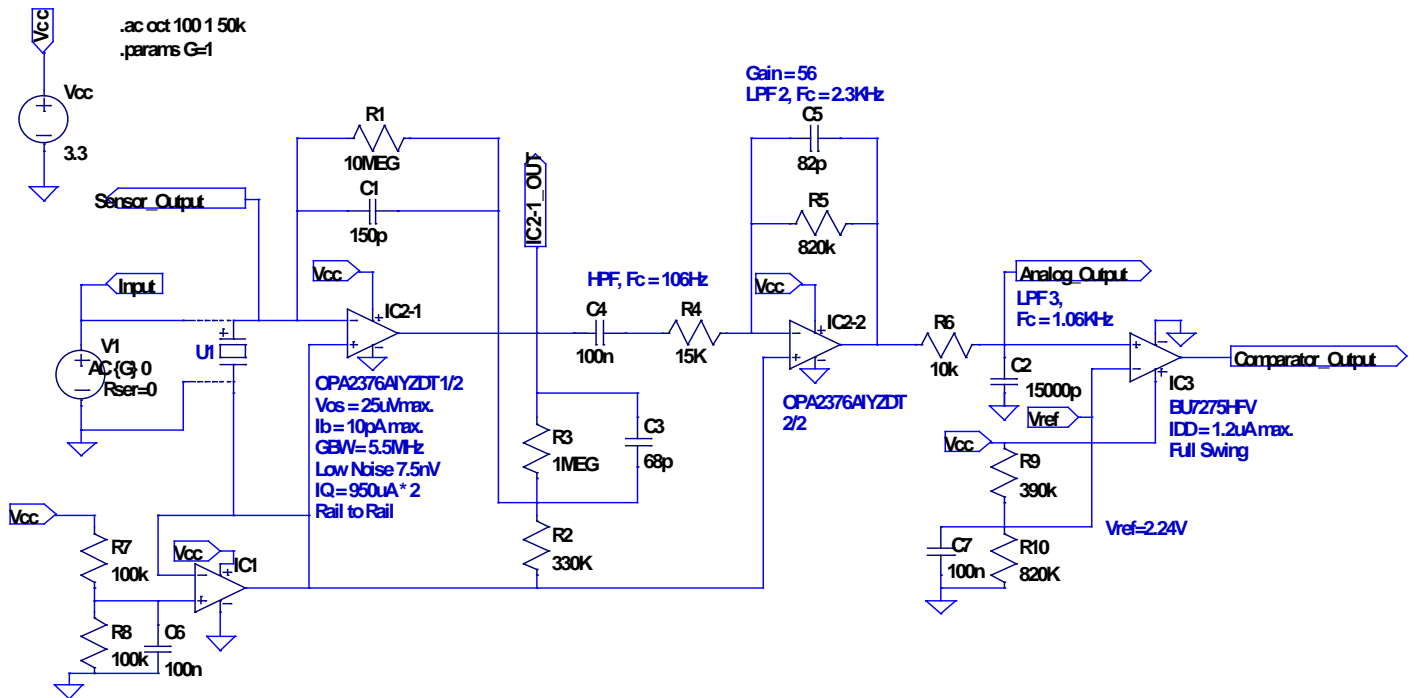 Vcc
.ac oct 100 1 50k
.params G=1
Vcc
3.3
Gain = 56
LPF 2, Fc = 2.3KHz
C5
82p
R5
820k
R1
10MEG
C1
150p
IC2-1_OUT
Sensor_Output
Input
Vcc
IC2-1
HPF, Fc = 106Hz
C4
100n
R4
15K
Vcc
IC2-2
R6
10k
Analog_Output
LPF 3,
Fc = 1.06KHz
C2
15000p
Comparator_Output
IC3
BU7275HFV
IDD = 1.2uA max.
Full Swing
Vref
V1
AC {G} 0
Rser=0
U1
OPA2376AIYZDT 1/2
Vos = 25uV max.
Ib = 10pA max.
GBW = 5.5MHz
Low Noise 7.5nV
IQ = 950uA * 2
Rail to Rail
OPA2376AIYZDT
2/2
R3
1MEG
C3
68p
R2
330K
Vcc
R9
390k
Vref=2.24V
C7
100n
R10
820K
Vcc
R7
100k
Vcc
IC1
R8
100k
C6
100n